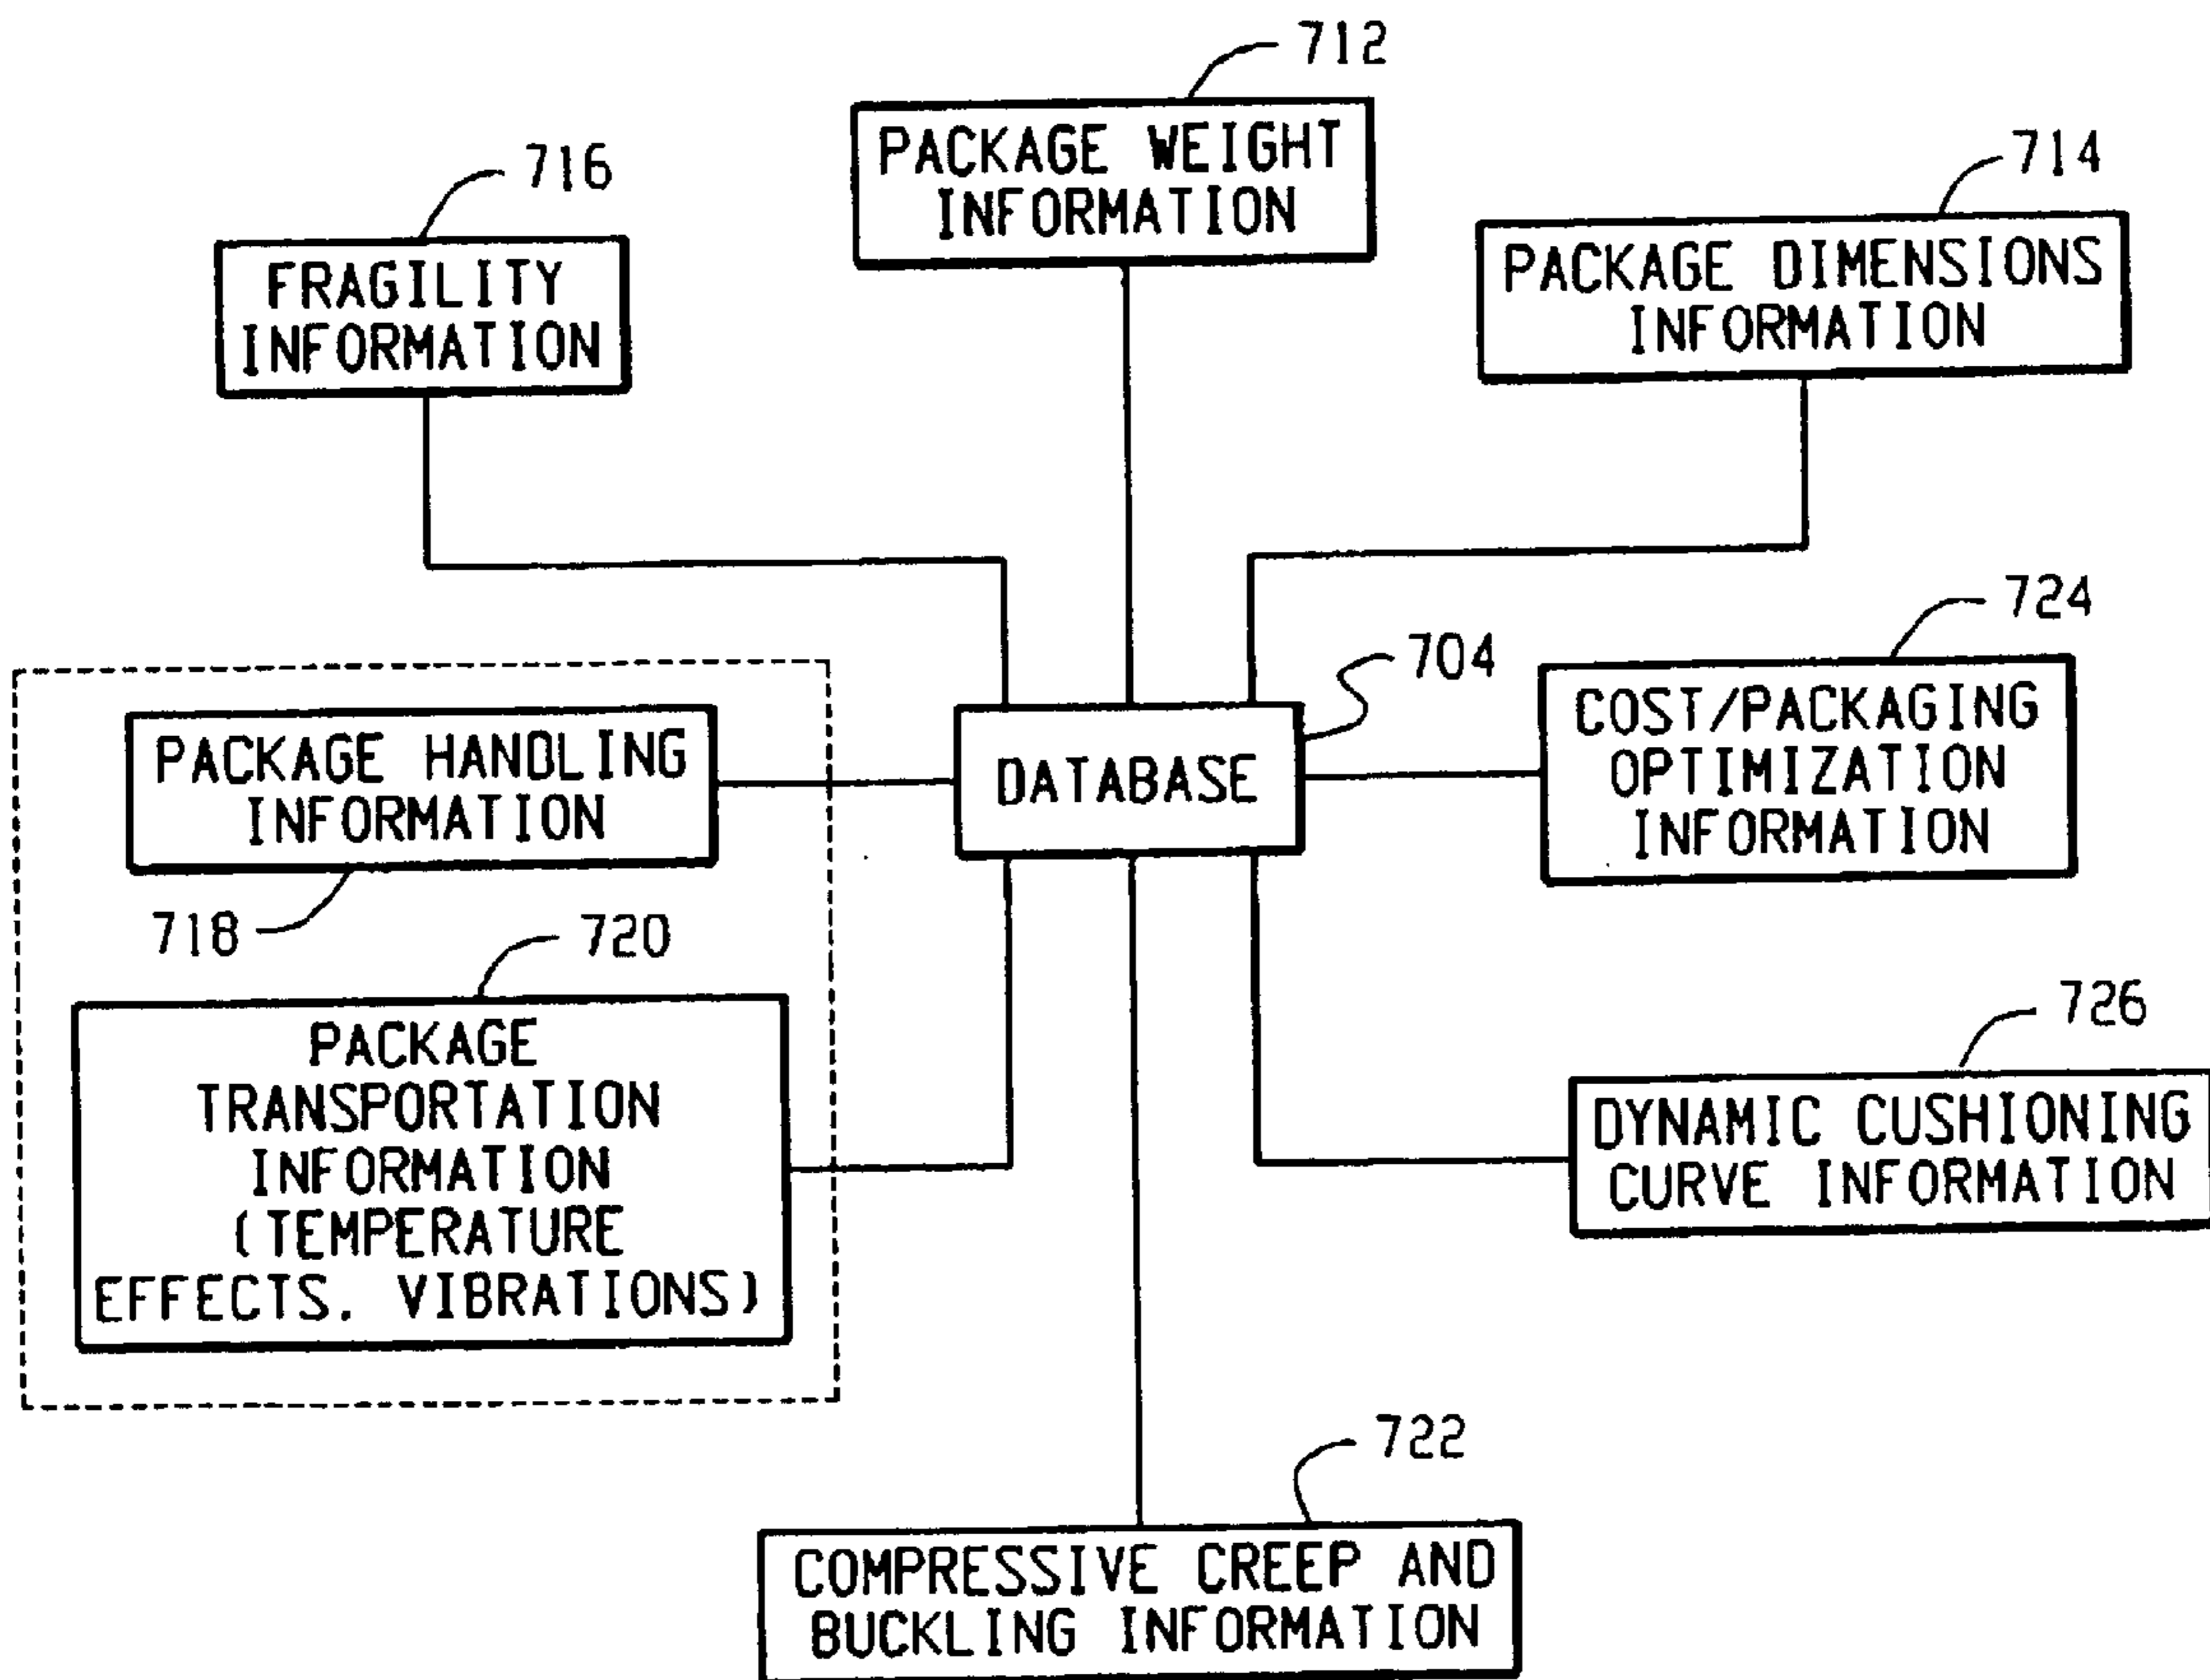 712
PACKAGE WEIGHT
INFORMATION
714
PACKAGE DIMENSIONS
INFORMATION
716
FRAGILITY
INFORMATION
724
COST/PACKAGING
OPTIMIZATION
INFORMATION
704
DATABASE
PACKAGE HANDLING
INFORMATION
718
720
PACKAGE
TRANSPORTATION
INFORMATION
(TEMPERATURE
EFFECTS. VIBRATIONS)
726
DYNAMIC CUSHIONING
CURVE INFORMATION
722
COMPRESSIVE CREEP AND
BUCKLING INFORMATION